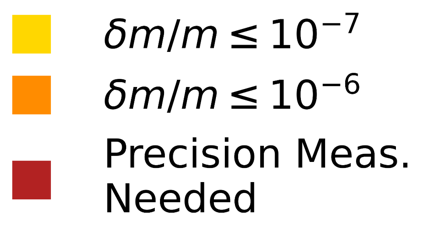 δm/m ≤ 10⁻⁷
δm/m ≤ 10⁻⁶
Precision Meas.
Needed